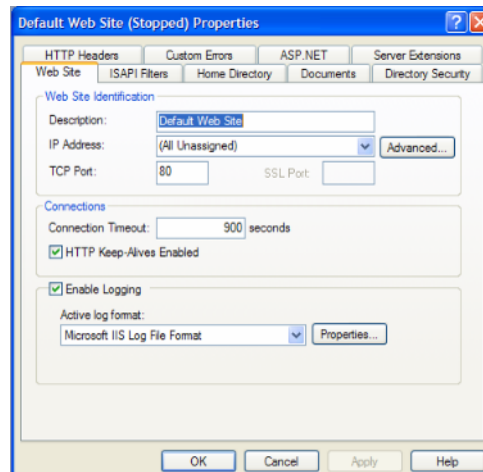 Default Web Site (Stopped) Properties
HTTP Headers Custom Errors ASP.NET Server Extensions
Web Site ISAPI Filters Home Directory Documents Directory Security
Web Site Identification
Description: Default Web Site
IP Address: (All Unassigned) Advanced...
TCP Port: 80 SSL Port:
Connections
Connection Timeout: 900 seconds
HTTP Keep-Alives Enabled
Enable Logging
Active log format:
Microsoft IIS Log File Format Properties...
OK Cancel Apply Help